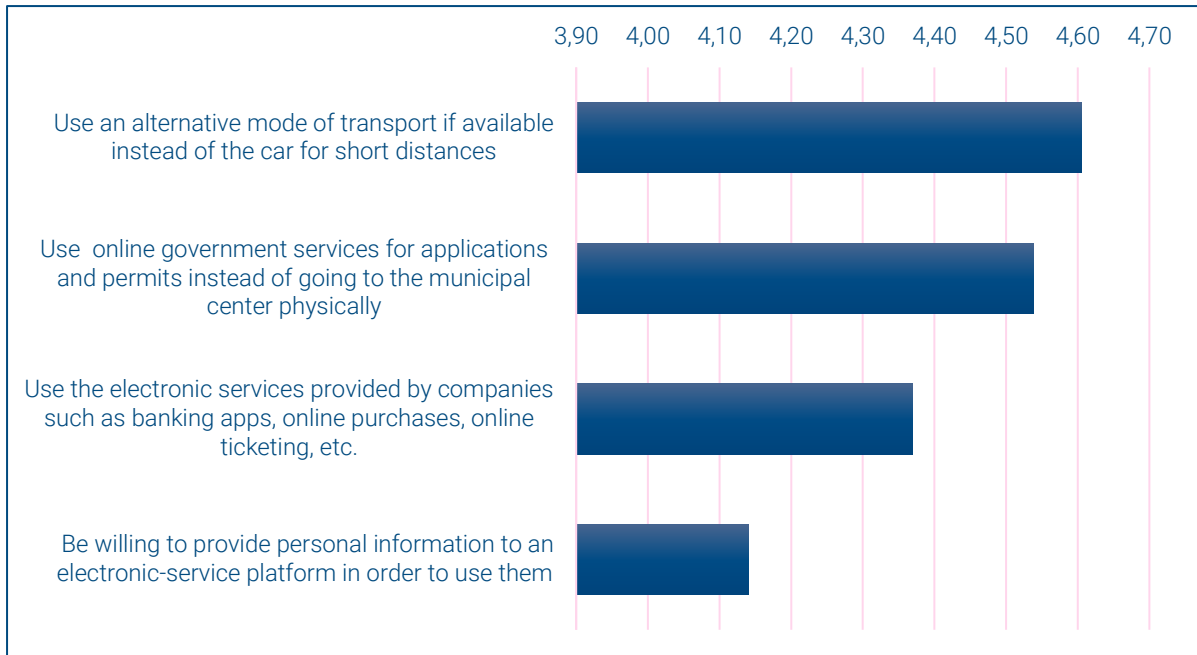 3,90 4,00 4,10 4,20 4,30 4,40 4,50 4,60 4,70
Use an alternative mode of transport if available
instead of the car for short distances
Use  online government services for applications
and permits instead of going to the municipal
center physically
Use the electronic services provided by companies
such as banking apps, online purchases, online
ticketing, etc.
Be willing to provide personal information to an
electronic-service platform in order to use them